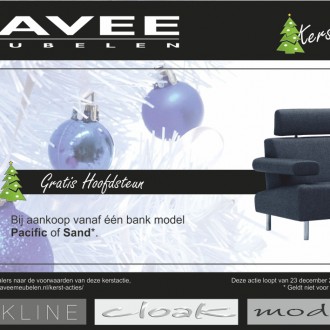 AVEE
UBELEN
Kers
Gratis Hoofdsteun
Bij aankoop vanaf één bank model
Pacific of Sand*.
alers naar de voorwaarden van deze kerstactie,
aveemeubelen.nl/kerst-acties/
Deze actie loopt van 23 december 2
* Geldt niet voor
KLINE
cloak
mod